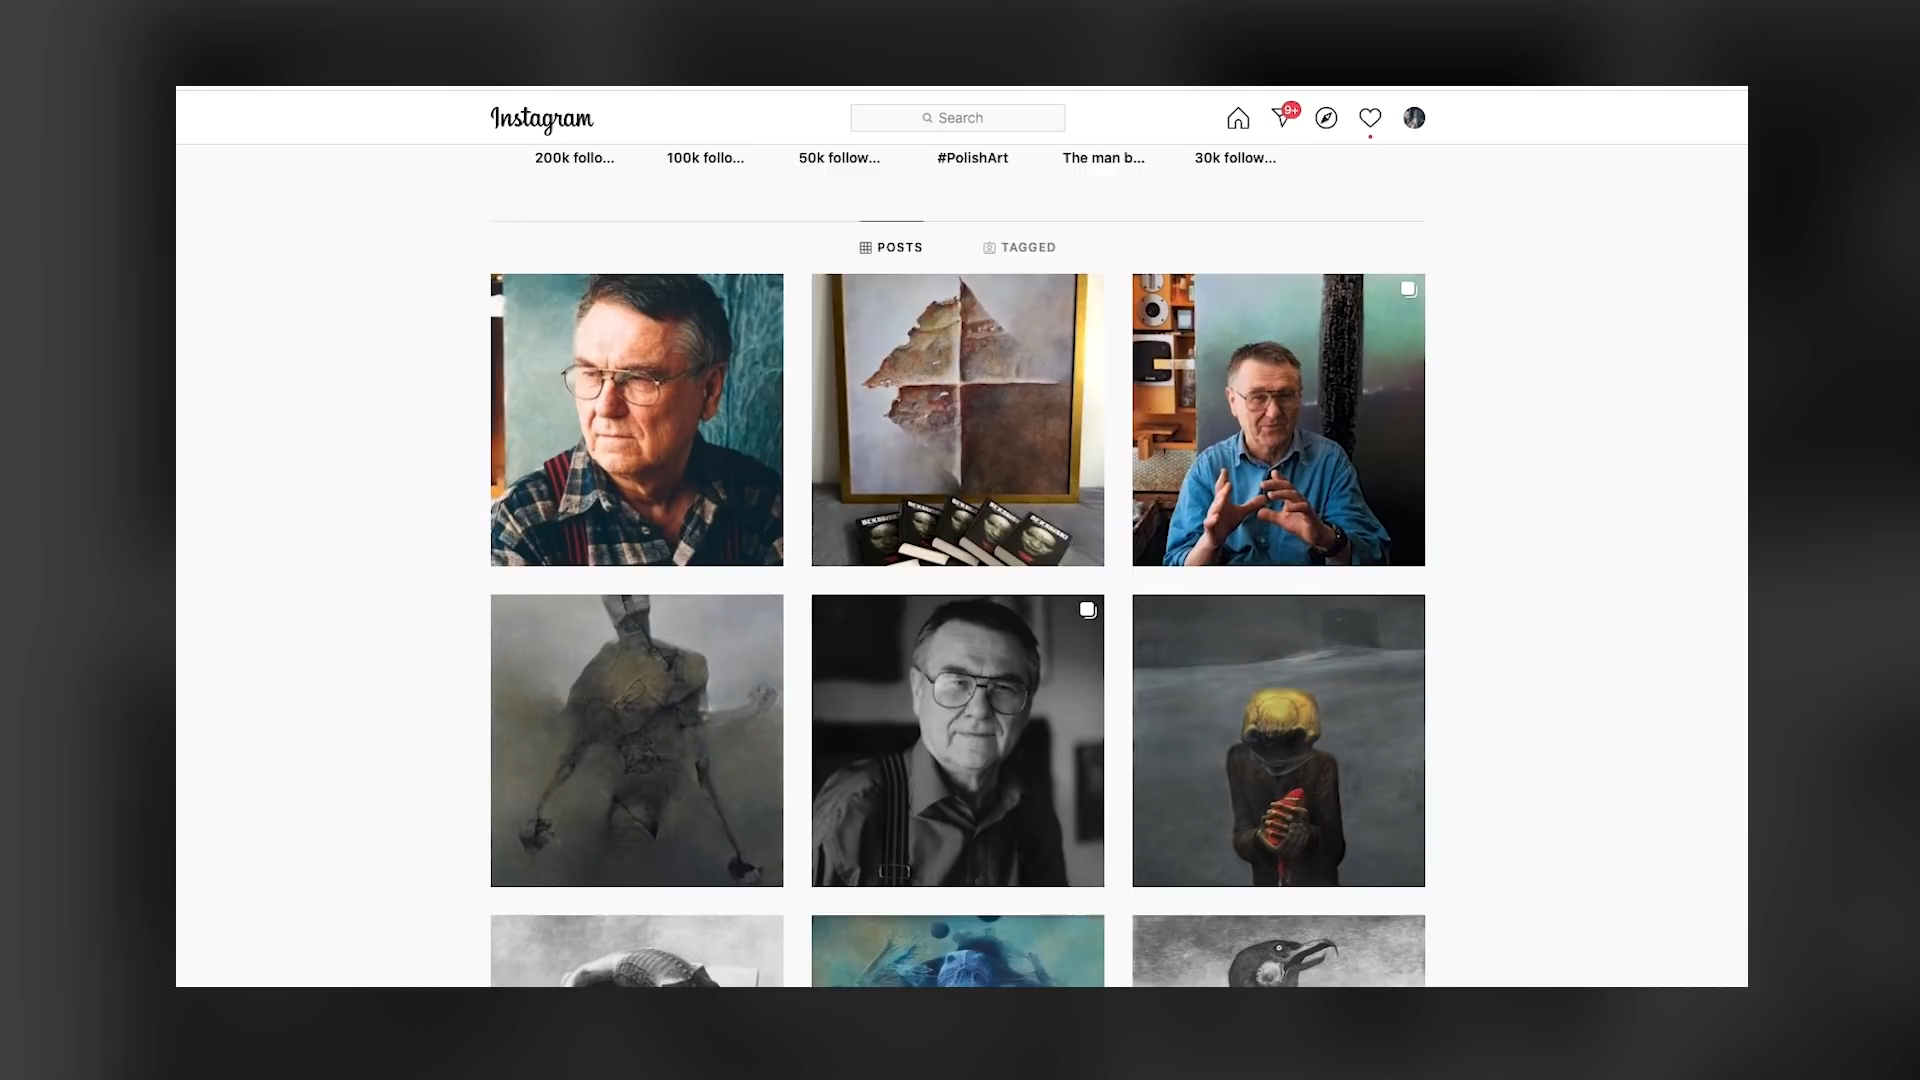 Instagram
Search
9+
200k follo...
100k follo...
50k follow...
#PolishArt
The man b...
30k follow...
POSTS
TAGGED